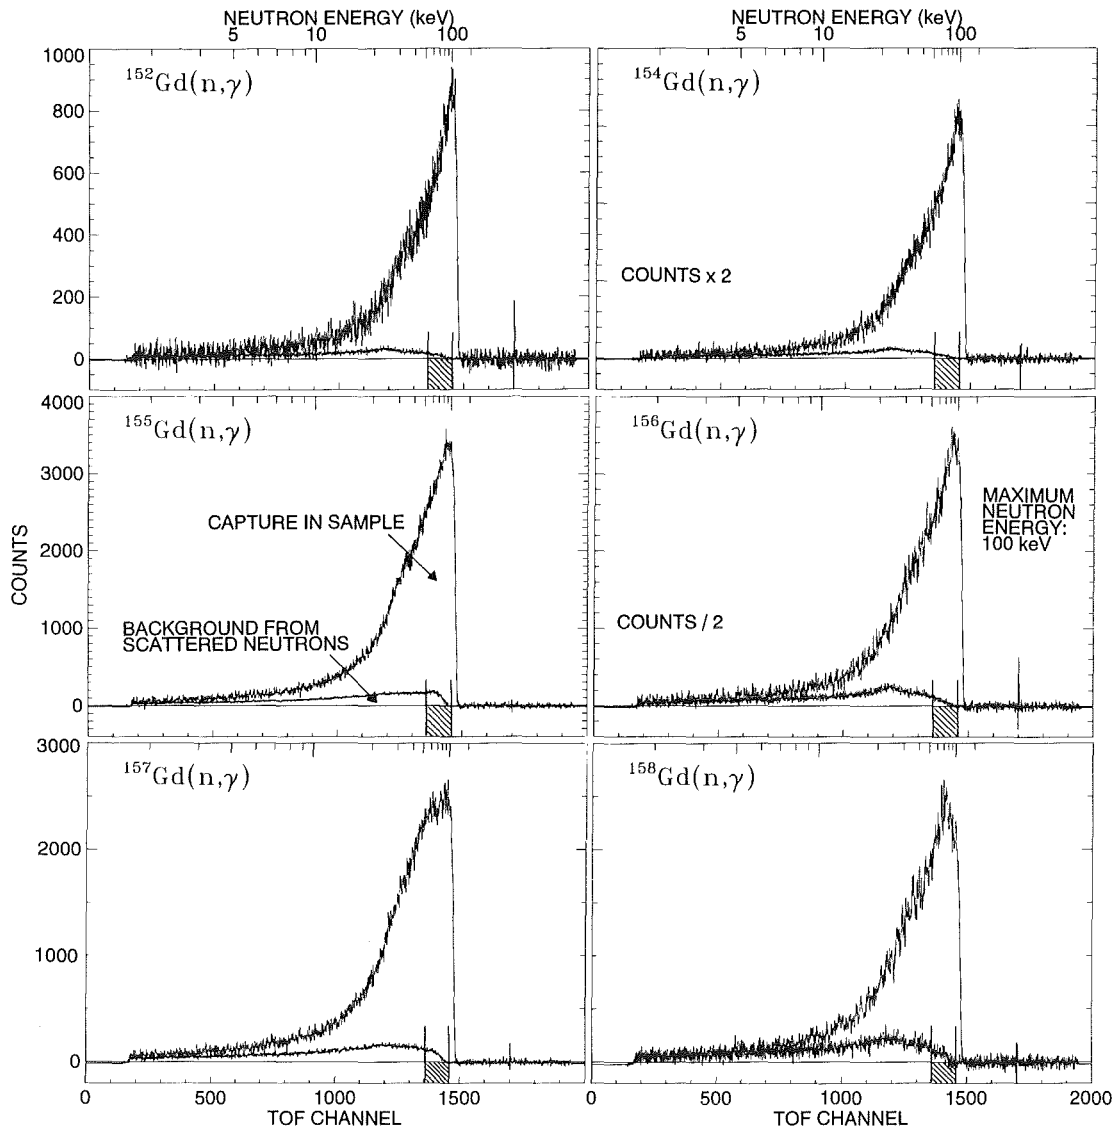 NEUTRON ENERGY (keV) NEUTRON ENERGY (keV)
5 10 100 5 10 100
1000
¹⁵²Gd(n,γ) ¹⁵⁴Gd(n,γ)
800
600
400
COUNTS x 2
200
0
4000
¹⁵⁵Gd(n,γ) ¹⁵⁶Gd(n,γ)
3000
MAXIMUM
NEUTRON
ENERGY:
100 keV
CAPTURE IN SAMPLE
2000
COUNTS
1000
COUNTS / 2
BACKGROUND FROM
SCATTERED NEUTRONS
0
3000
¹⁵⁷Gd(n,γ) ¹⁵⁸Gd(n,γ)
2000
1000
0
0 500 1000 1500 0 500 1000 1500 2000
TOF CHANNEL TOF CHANNEL